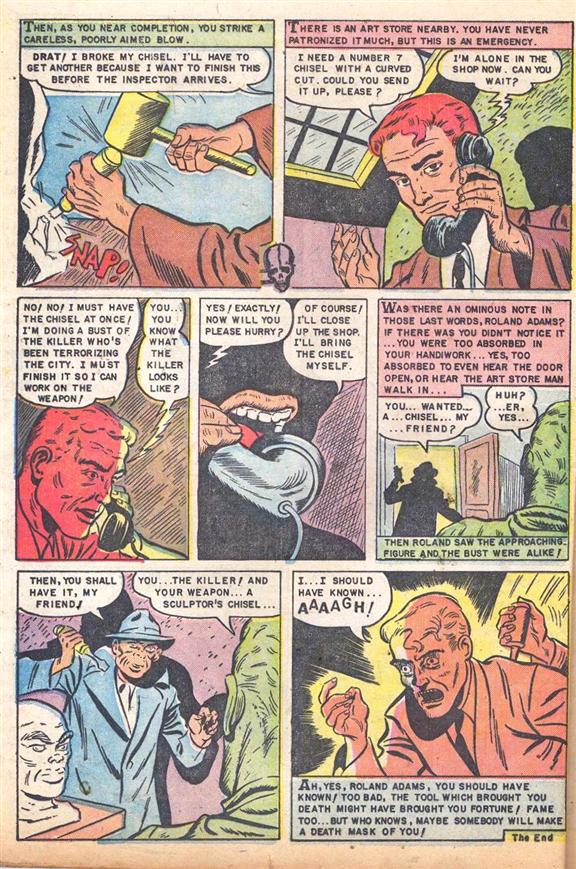 THEN, AS YOU NEAR COMPLETION, YOU STRIKE A
CARELESS, POORLY AIMED BLOW.
DRAT! I BROKE MY CHISEL. I'LL HAVE TO
GET ANOTHER BECAUSE I WANT TO FINISH THIS
BEFORE THE INSPECTOR ARRIVES.
SNAP!
THERE IS AN ART STORE NEARBY. YOU HAVE NEVER
PATRONIZED IT MUCH, BUT THIS IS AN EMERGENCY.
I NEED A NUMBER 7
CHISEL WITH A CURVED
CUT. COULD YOU SEND
IT UP, PLEASE?
I'M ALONE IN THE
SHOP NOW. CAN YOU
WAIT?
NO! NO! I MUST HAVE
THE CHISEL AT ONCE!
I'M DOING A BUST OF
THE KILLER WHO'S
BEEN TERRORIZING
THE CITY. I MUST
FINISH IT SO I CAN
WORK ON THE
WEAPON!
YOU...
YOU
KNOW
WHAT
THE
KILLER
LOOKS
LIKE?
YES! EXACTLY!
NOW WILL YOU
PLEASE HURRY?
OF COURSE!
I'LL CLOSE
UP THE SHOP.
I'LL BRING
THE CHISEL
MYSELF.
WAS THERE AN OMINOUS NOTE IN
THOSE LAST WORDS, ROLAND ADAMS?
IF THERE WAS YOU DIDN'T NOTICE IT
...YOU WERE TOO ABSORBED IN
YOUR HANDIWORK...YES, TOO
ABSORBED TO EVEN HEAR THE DOOR
OPEN, OR HEAR THE ART STORE MAN
WALK IN...
YOU... WANTED...
A...CHISEL... MY
...FRIEND?
HUH?
...ER,
YES...
THEN ROLAND SAW THE APPROACHING
FIGURE AND THE BUST WERE ALIKE!
THEN, YOU SHALL
HAVE IT, MY
FRIEND!
YOU...THE KILLER! AND
YOUR WEAPON... A
SCULPTOR'S CHISEL...
I...I SHOULD
HAVE KNOWN...
AAAAGH!
AH, YES, ROLAND ADAMS, YOU SHOULD HAVE
KNOWN! TOO BAD, THE TOOL WHICH BROUGHT YOU
DEATH MIGHT HAVE BROUGHT YOU FORTUNE! FAME
TOO...BUT WHO KNOWS, MAYBE SOMEBODY WILL MAKE
A DEATH MASK OF YOU!
The End